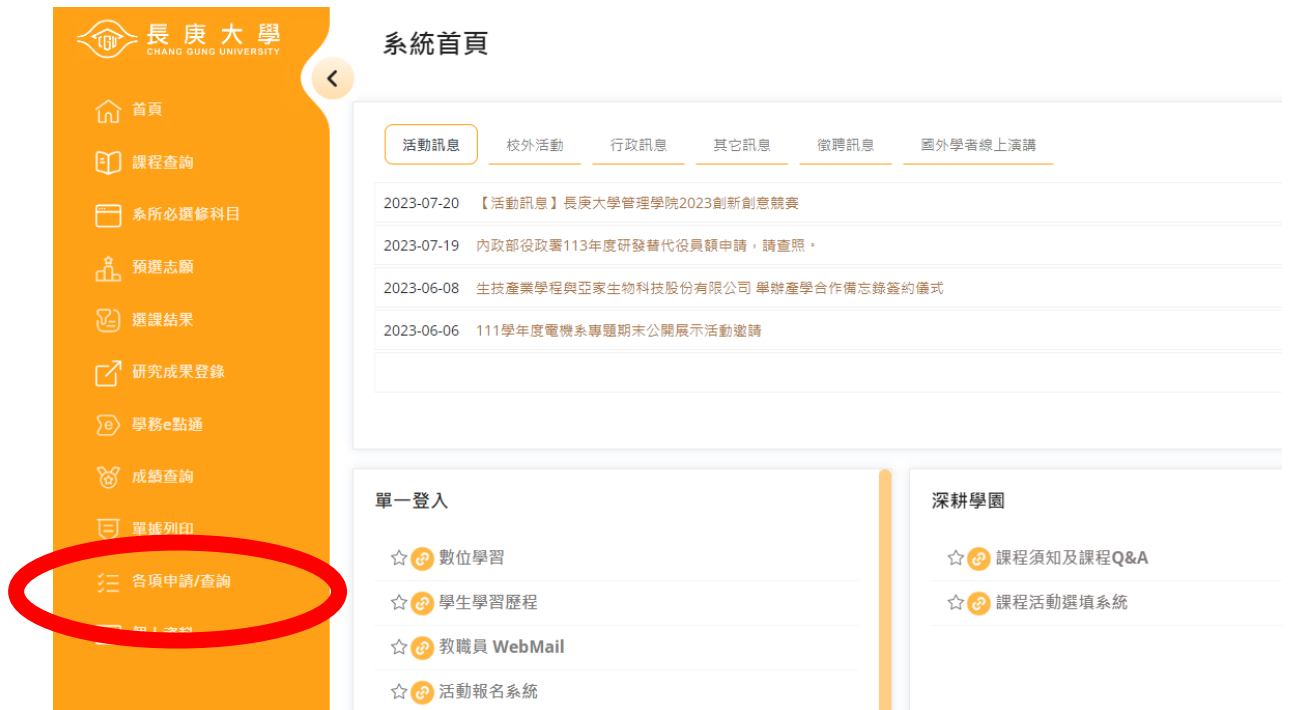 長庚大學
CHANG GUNG UNIVERSITY
首頁
課程查詢
系所必選修科目
預選志願
選課結果
研究成果登錄
學務e點通
成績查詢
單據列印
各項申請/查詢
個人資料
系統首頁
活動訊息 校外活動 行政訊息 其它訊息 徵聘訊息 國外學者線上演講
2023-07-20 【活動訊息】長庚大學管理學院2023創新創意競賽
2023-07-19 內政部役政署113年度研發替代役員額申請，請查照。
2023-06-08 生技產業學程與亞家生物科技股份有限公司 舉辦產學合作備忘錄簽約儀式
2023-06-06 111學年度電機系專題期末公開展示活動邀請
單一登入
數位學習
學生學習歷程
教職員 WebMail
活動報名系統
深耕學園
課程須知及課程Q&A
課程活動選填系統